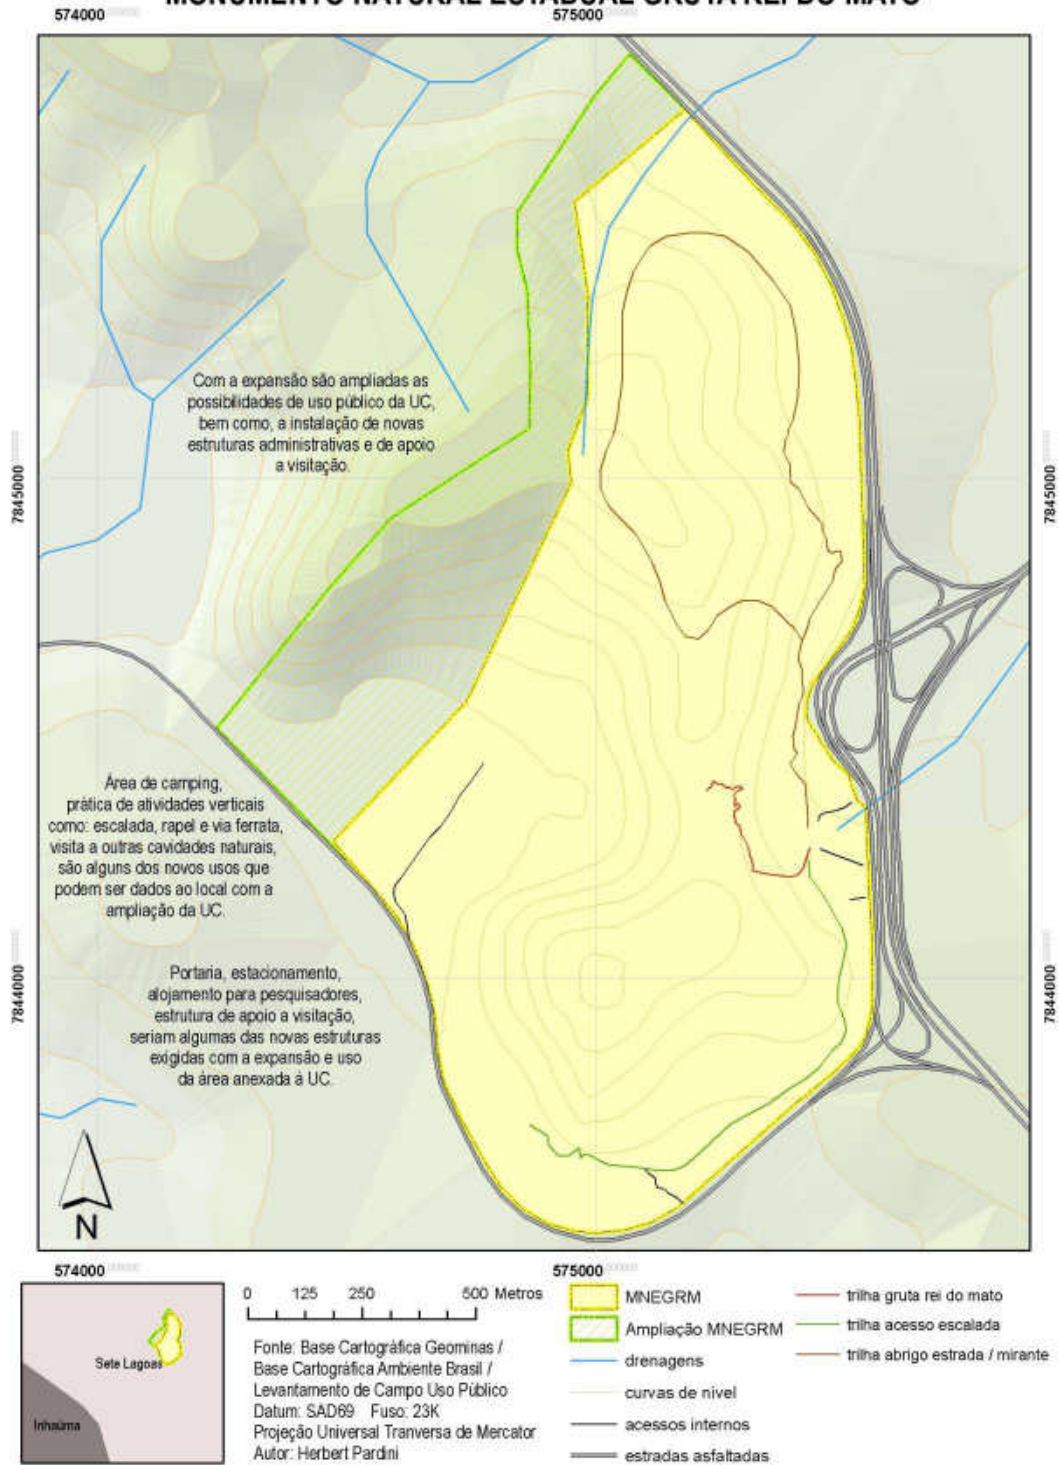 MONUMENTO NATURAL ESTADUAL GRUTA REI DO MATO
574000
575000
Com a expansão são ampliadas as
possibilidades de uso público da UC,
bem como, a instalação de novas
estruturas administrativas e de apoio
a visitação.
7845000
7845000
Área de camping,
prática de atividades verticais
como: escalada, rapel e via ferrata,
visita a outras cavidades naturais,
são alguns dos novos usos que
podem ser dados ao local com a
ampliação da UC.
7844000
7844000
Portaria, estacionamento,
alojamento para pesquisadores,
estrutura de apoio a visitação,
seriam algumas das novas estruturas
exigidas com a expansão e uso
da área anexada à UC.
N
574000
575000
Sete Lagoas
Inhaúma
0 125 250 500 Metros
Fonte: Base Cartográfica Geominas /
Base Cartográfica Ambiente Brasil /
Levantamento de Campo Uso Público
Datum: SAD69 Fuso: 23K
Projeção Universal Tranversa de Mercator
Autor: Herbert Pardini
MNEGRM
Ampliação MNEGRM
drenagens
curvas de nivel
acessos internos
estradas asfaltadas
trilha gruta rei do mato
trilha acesso escalada
trilha abrigo estrada / mirante